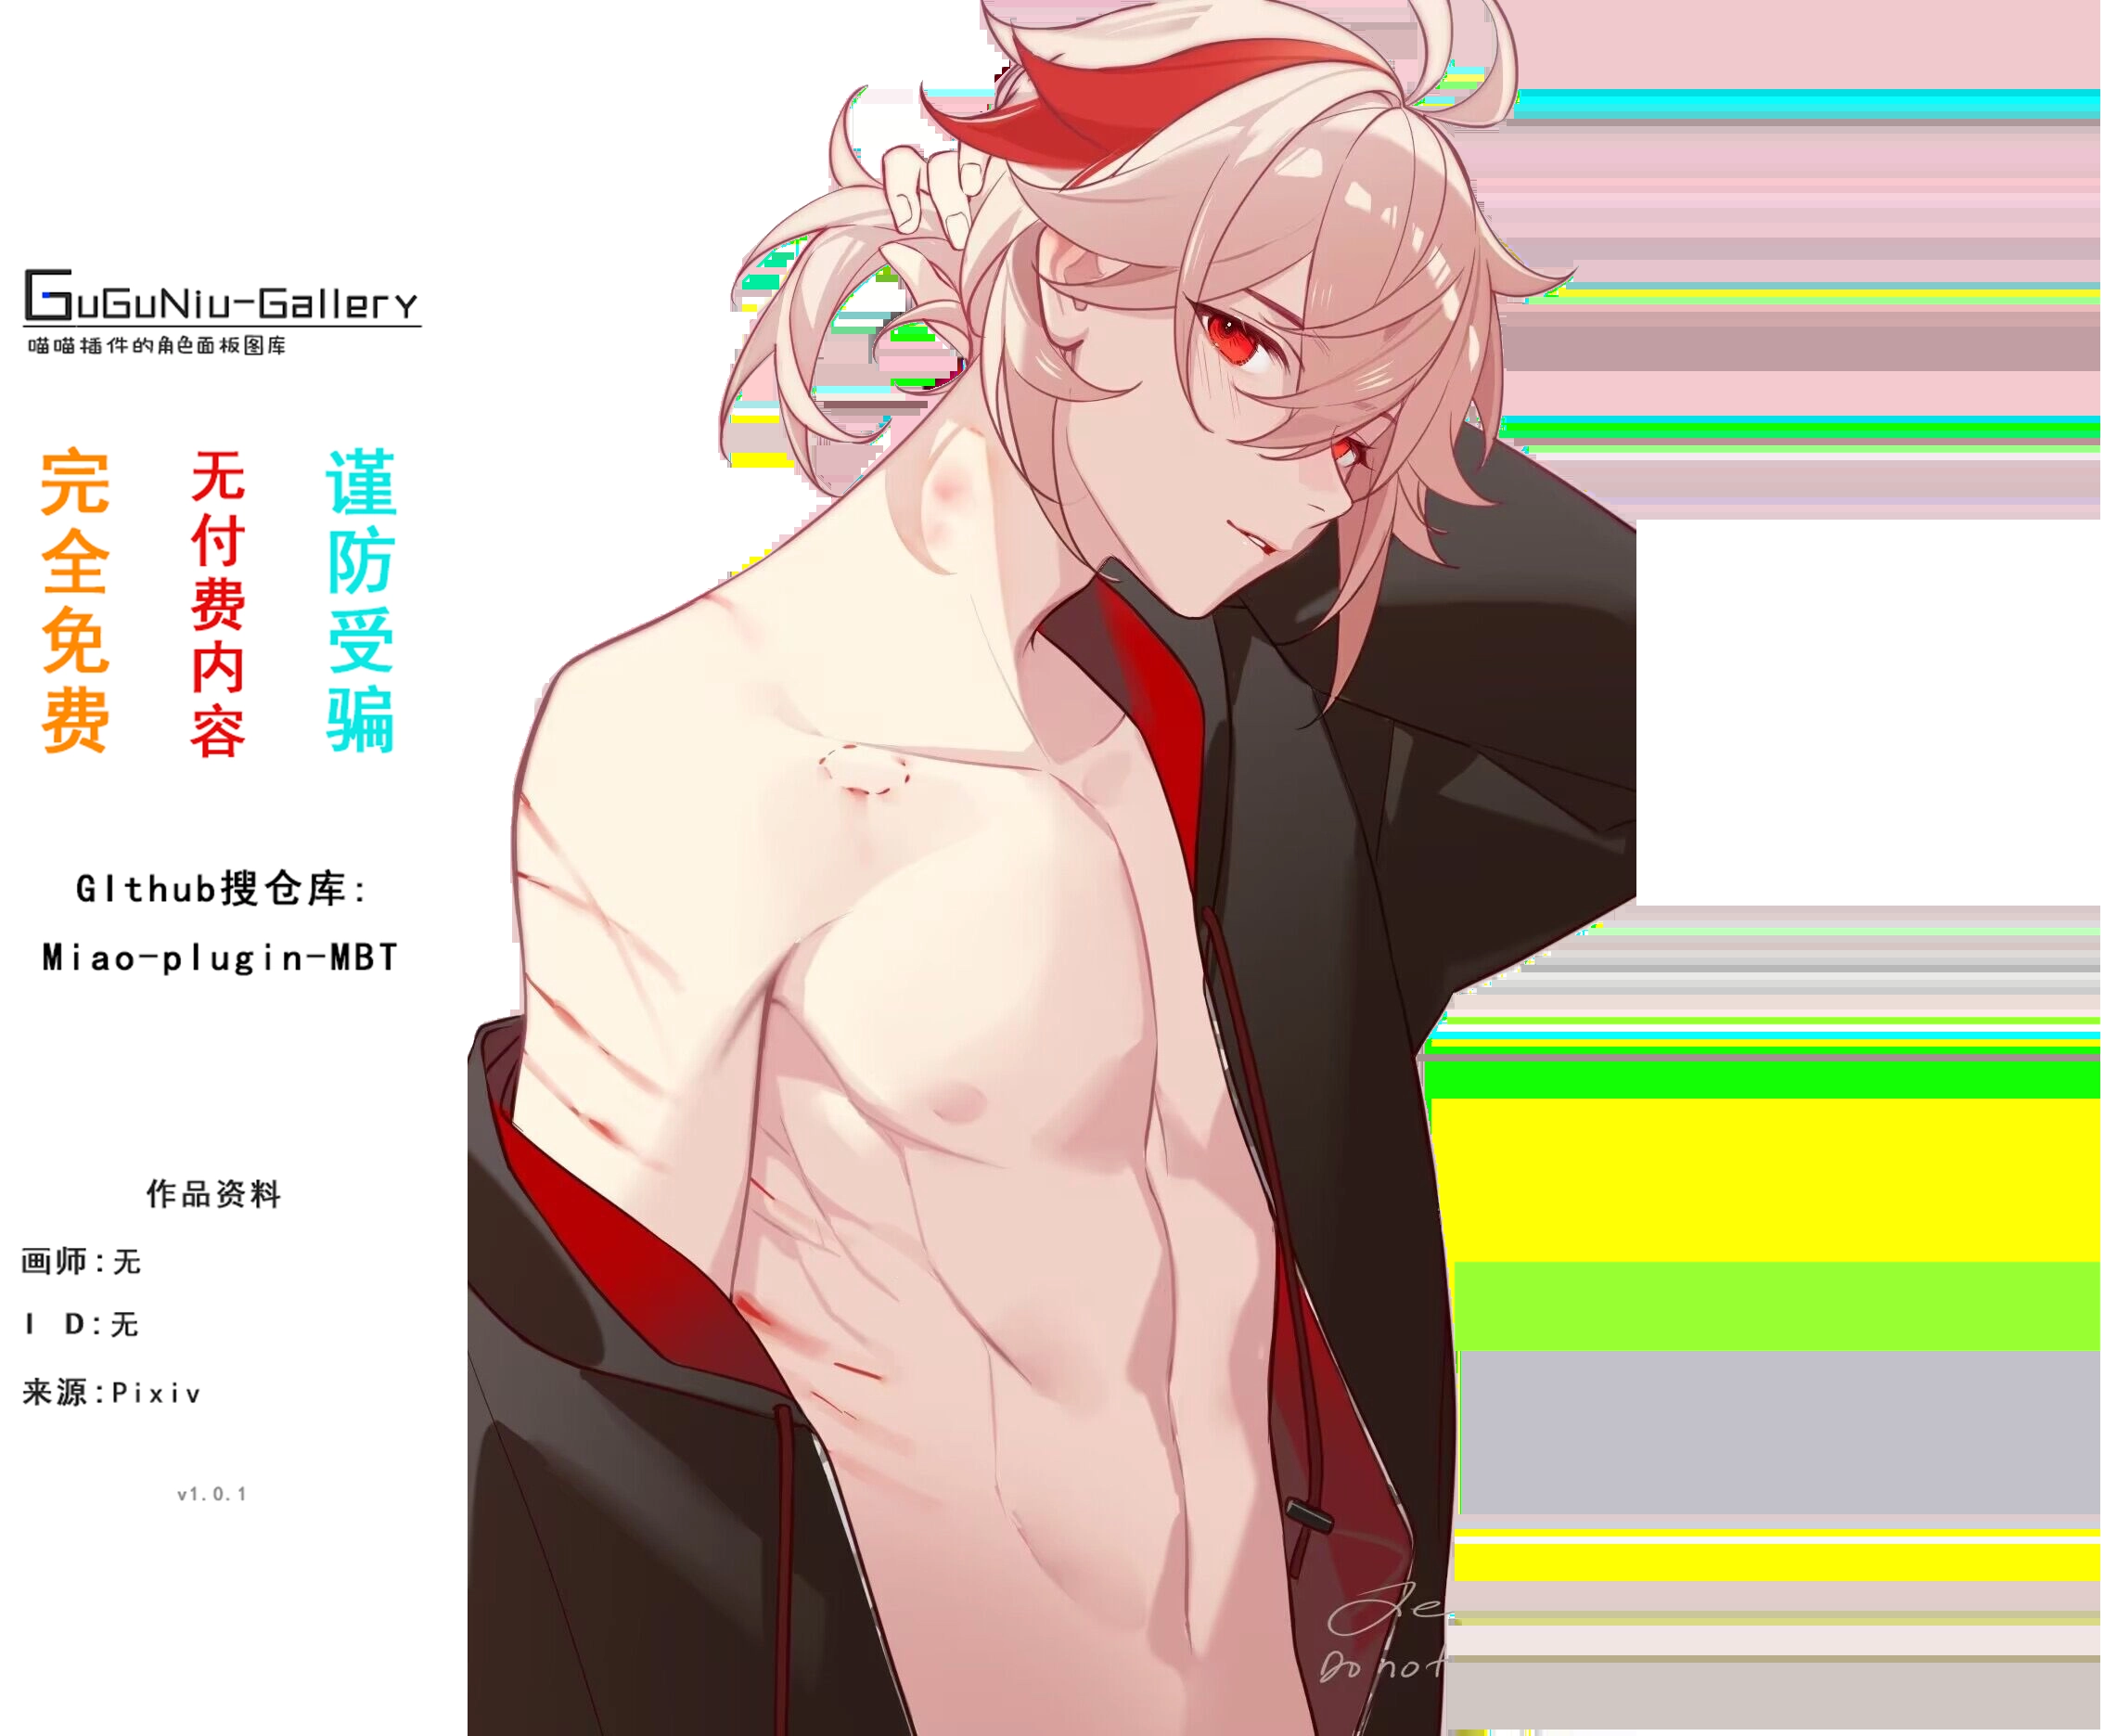 GuGuNiu-Gallery
喵喵插件的角色面板图库
完全免费
无付费内容
谨防受骗
GIthub搜仓库:
Miao-plugin-MBT
作品资料
画师:无
I D:无
来源:Pixiv
v1.0.1
Do not